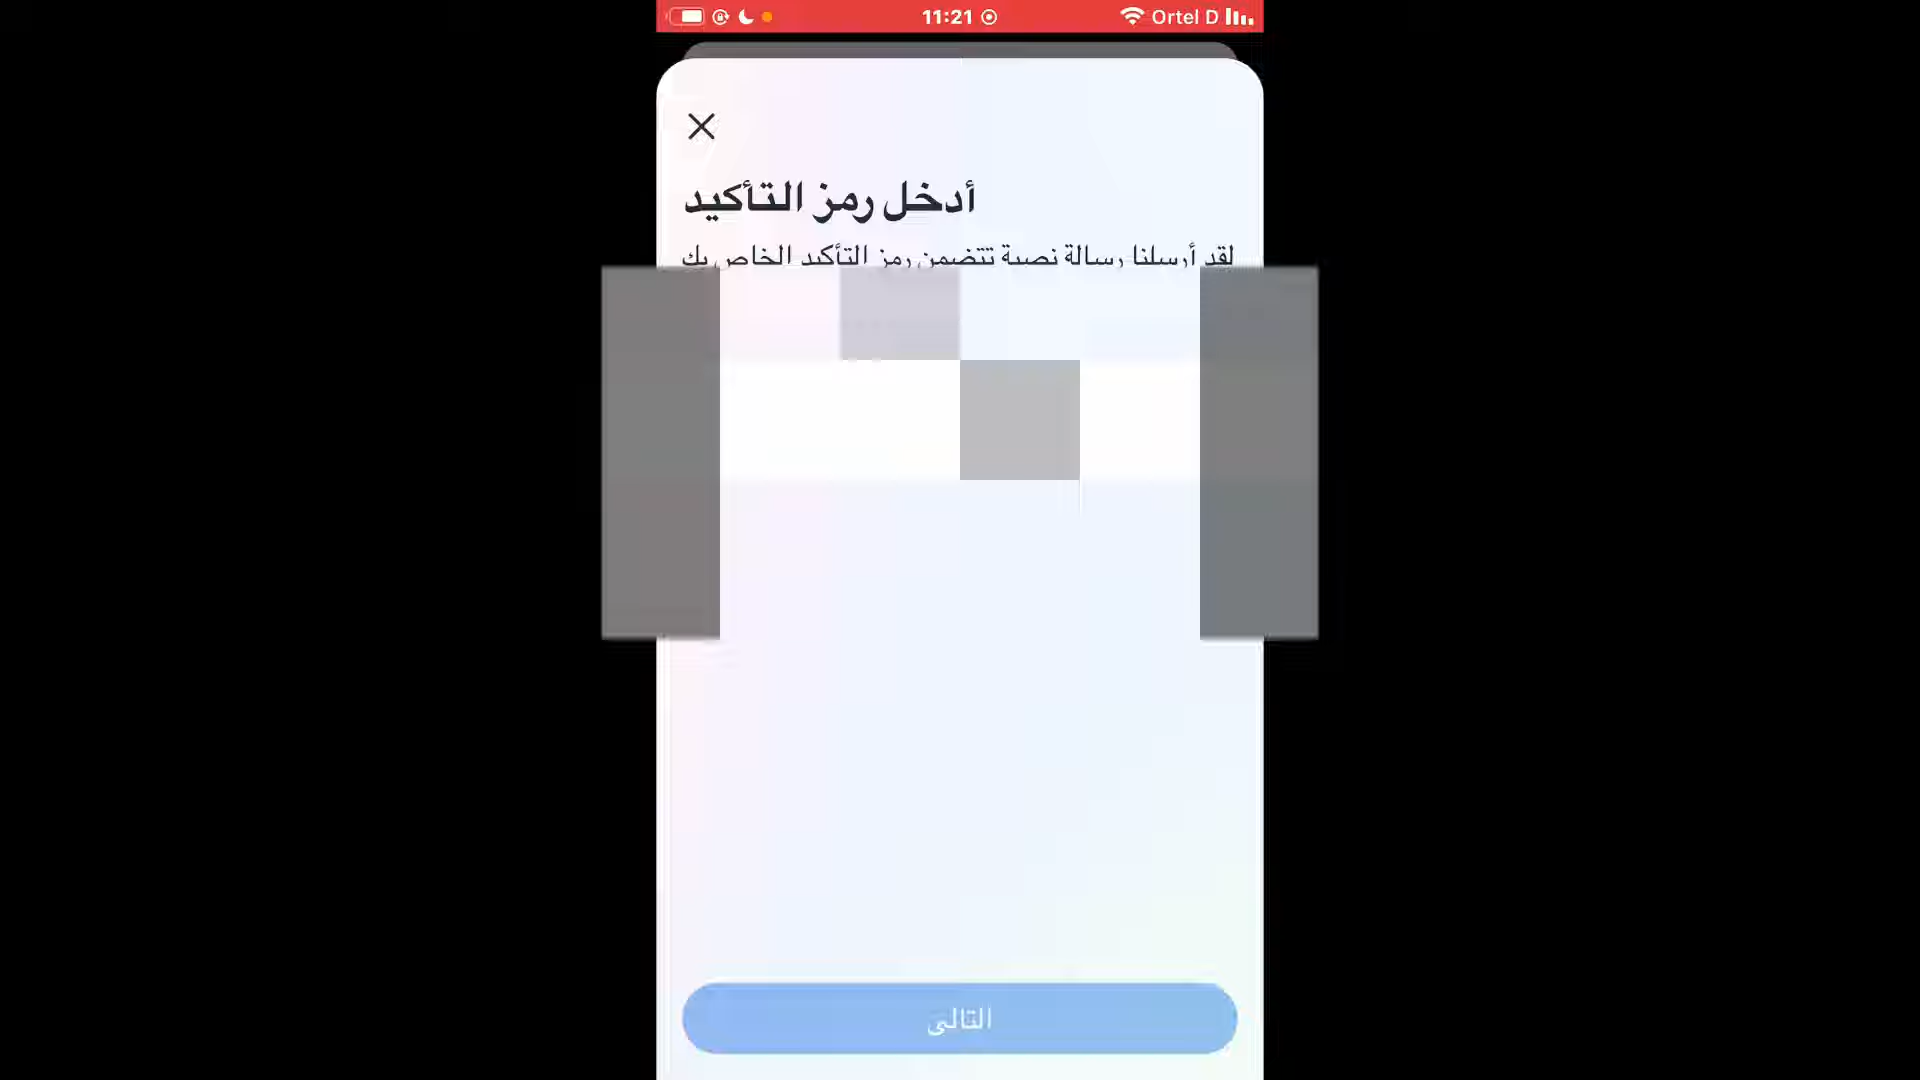 11:21
Ortel D
أدخل رمز التأكيد
لقد أرسلنا رسالة نصية تتضمن رمز التأكيد الخاص بك
التالي